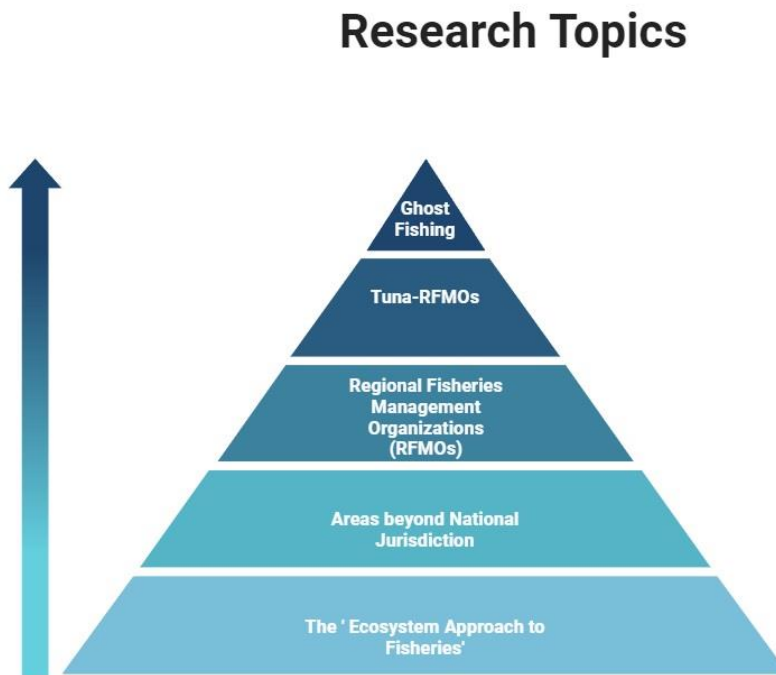 Research Topics
Ghost
Fishing
Tuna-RFMOs
Regional Fisheries
Management
Organizations
(RFMOs)
Areas beyond National
Jurisdiction
The ' Ecosystem Approach to
Fisheries'